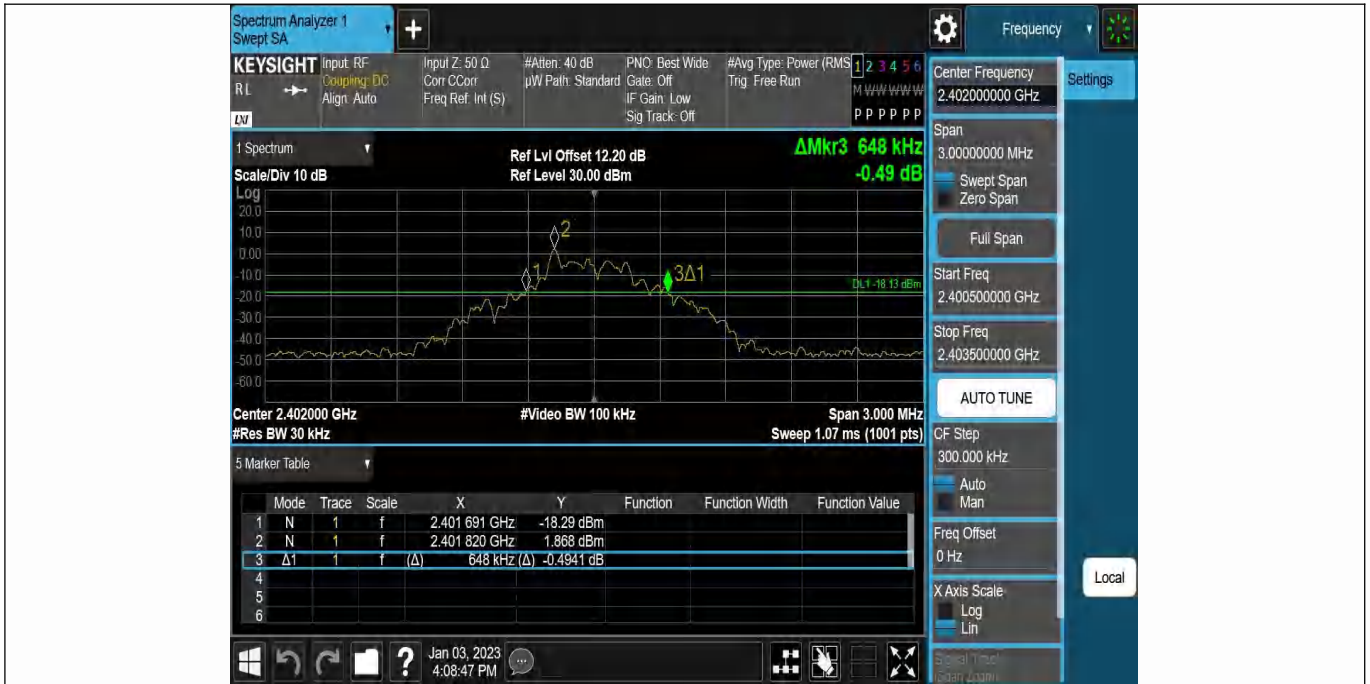 Spectrum Analyzer 1
Swept SA
+
Frequency
KEYSIGHT
RL
LXI
Input: RF
Coupling: DC
Align: Auto
Input Z: 50 Ω
Corr CCorr
Freq Ref: Int (S)
#Atten: 40 dB
µW Path: Standard
PNO: Best Wide
Gate: Off
IF Gain: Low
Sig Track: Off
#Avg Type: Power (RMS
Trig: Free Run
1 2 3 4 5 6
M W W W W W
P P P P P P
Center Frequency
2.402000000 GHz
Settings
Span
3.00000000 MHz
Swept Span
Zero Span
Full Span
Start Freq
2.400500000 GHz
Stop Freq
2.403500000 GHz
AUTO TUNE
CF Step
300.000 kHz
Auto
Man
Freq Offset
0 Hz
X Axis Scale
Log
Lin
Local
1 Spectrum
Scale/Div 10 dB
Ref Lvl Offset 12.20 dB
Ref Level 30.00 dBm
ΔMkr3 648 kHz
-0.49 dB
Log
20.0
10.0
0.00
-10.0
-20.0
-30.0
-40.0
-50.0
-60.0
2
1
3Δ1
DL1 -18.13 dBm
Center 2.402000 GHz
#Video BW 100 kHz
Span 3.000 MHz
#Res BW 30 kHz
Sweep 1.07 ms (1001 pts)
5 Marker Table
Mode Trace Scale X Y Function Function Width Function Value
1 N 1 f 2.401 691 GHz -18.29 dBm
2 N 1 f 2.401 820 GHz 1.868 dBm
3 Δ1 1 f (Δ) 648 kHz (Δ) -0.4941 dB
4
5
6
?
Jan 03, 2023
4:08:47 PM